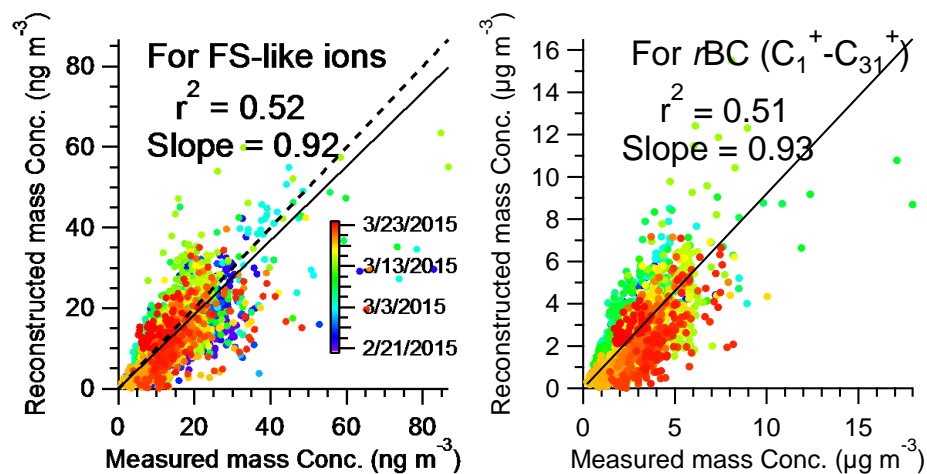 For FS-like ions
r² = 0.52
Slope = 0.92
Reconstructed mass Conc. (ng m⁻³)
80
60
40
20
0
3/23/2015
3/13/2015
3/3/2015
2/21/2015
0 20 40 60 80
Measured mass Conc. (ng m⁻³)
For rBC (C₁⁺-C₃₁⁺)
r² = 0.51
Slope = 0.93
Reconstructed mass Conc. (µg m⁻³)
16
14
12
10
8
6
4
2
0
0 5 10 15
Measured mass Conc. (µg m⁻³)